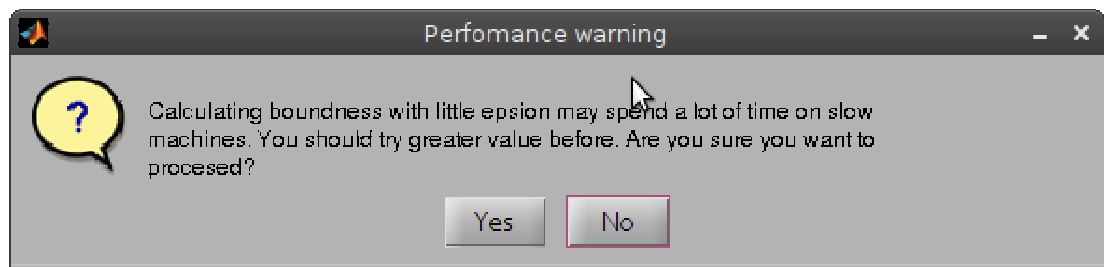 Perfomance warning
?
Calculating boundness with little epsion may spend a lot of time on slow
machines. You should try greater value before. Are you sure you want to
procesed?
Yes No